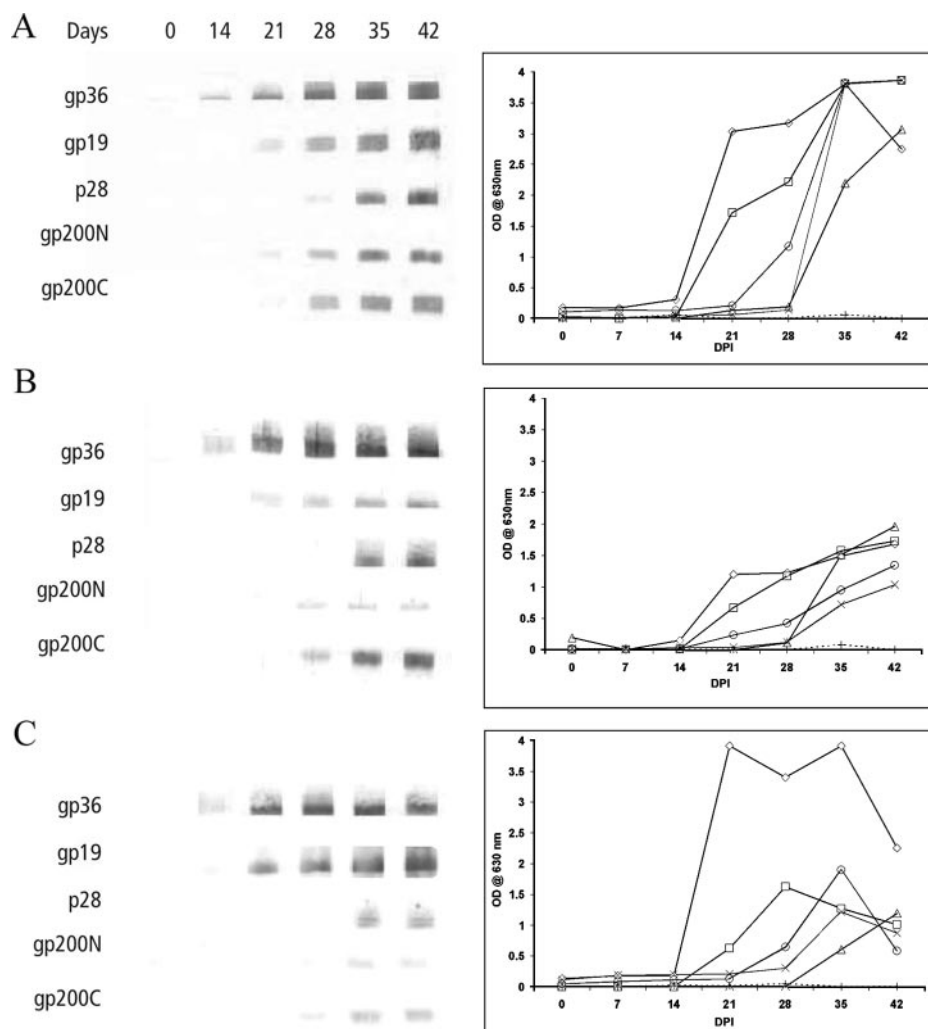 A
Days 0 14 21 28 35 42
gp36
gp19
p28
gp200N
gp200C
4
3.5
3
2.5
2
1.5
1
0.5
0
OD @ 630nm
0 7 14 21 28 35 42
DPI
B
gp36
gp19
p28
gp200N
gp200C
4
3.5
3
2.5
2
1.5
1
0.5
0
OD @ 630nm
0 7 14 21 28 35 42
DPI
C
gp36
gp19
p28
gp200N
gp200C
4
3.5
3
2.5
2
1.5
1
0.5
0
OD @ 630 nm
0 7 14 21 28 35 42
DPI